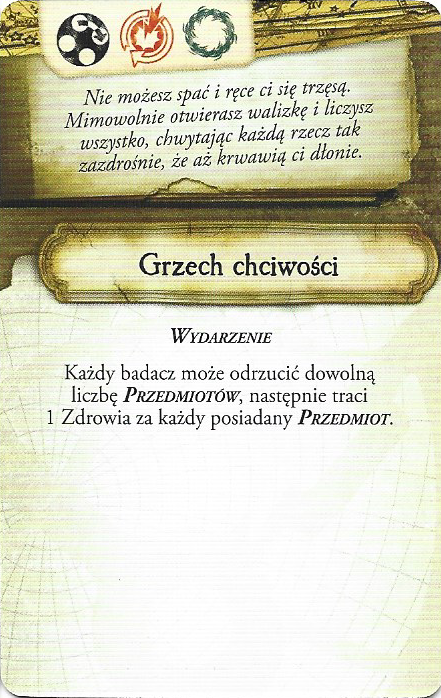 Nie możesz spać i ręce ci się trzęsą.
Mimowolnie otwierasz walizkę i liczysz
wszystko, chwytając każdą rzecz tak
zazdrośnie, że aż krwawią ci dłonie.
Grzech chciwości
WYDARZENIE
Każdy badacz może odrzucić dowolną
liczbę PRZEDMIOTÓW, następnie traci
1 Zdrowia za każdy posiadany PRZEDMIOT.